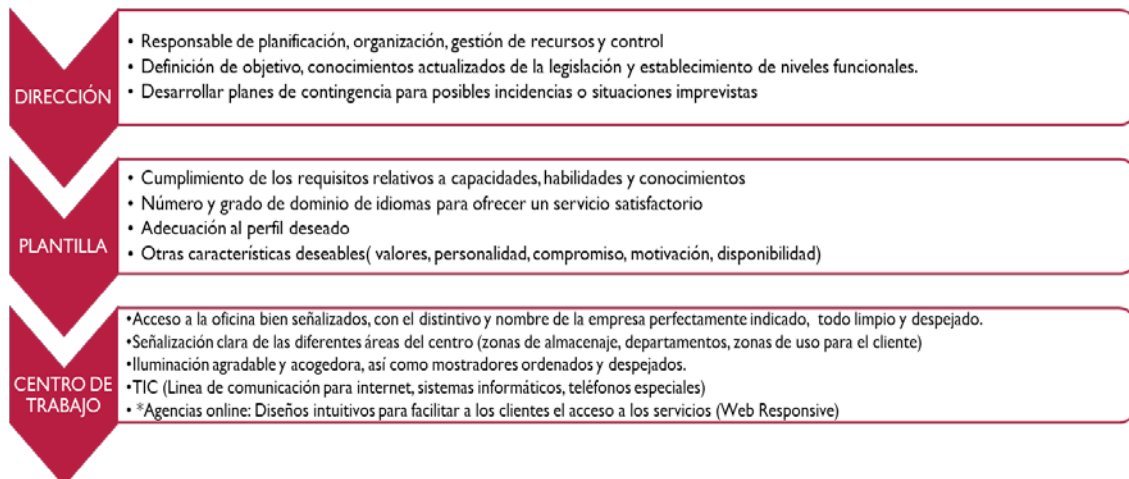 DIRECCIÓN
• Responsable de planificación, organización, gestión de recursos y control
• Definición de objetivo, conocimientos actualizados de la legislación y establecimiento de niveles funcionales.
• Desarrollar planes de contingencia para posibles incidencias o situaciones imprevistas
PLANTILLA
• Cumplimiento de los requisitos relativos a capacidades, habilidades y conocimientos
• Número y grado de dominio de idiomas para ofrecer un servicio satisfactorio
• Adecuación al perfil deseado
• Otras características deseables( valores, personalidad, compromiso, motivación, disponibilidad)
CENTRO DE
TRABAJO
•Acceso a la oficina bien señalizados, con el distintivo y nombre de la empresa perfectamente indicado, todo limpio y despejado.
•Señalización clara de las diferentes áreas del centro (zonas de almacenaje, departamentos, zonas de uso para el cliente)
•Iluminación agradable y acogedora, así como mostradores ordenados y despejados.
•TIC (Linea de comunicación para internet, sistemas informáticos, teléfonos especiales)
• *Agencias online: Diseños intuitivos para facilitar a los clientes el acceso a los servicios (Web Responsive)